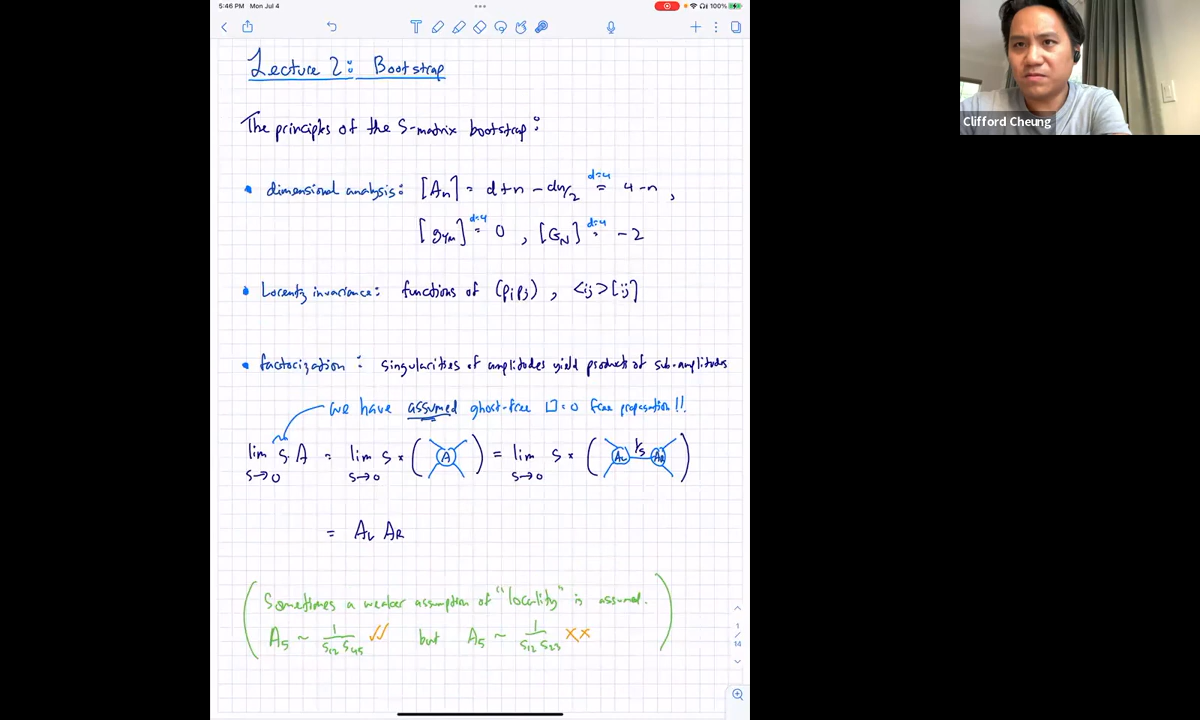 5:46 PM Mon Jul 4
100%
Lecture 2: Bootstrap
The principles of the S-matrix bootstrap:
• dimensional analysis: [An] = d+n - dn/2 d=4 = 4-n,
[gYM] d=4 = 0, [GN] d=4 = -2
• Lorentz invariance: functions of (pipj), <ij>[ij]
• factorization: singularities of amplitudes yield products of sub-amplitudes
we have assumed ghost-free □=0 free propagation!!
lim s→0 s·A = lim s→0 s × ( A ) = lim s→0 s × ( AL 1/s AR )
= AL AR
(Sometimes a weaker assumption of "locality" is assumed.
A5 ~ 1/s12 s45 ✓✓ but A5 ~ 1/s12 s23 xx)
1/14
Clifford Cheung